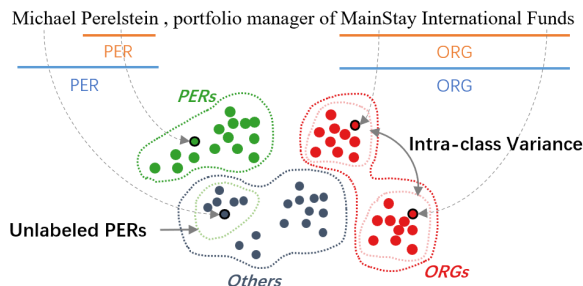 Michael Perelstein , portfolio manager of MainStay International Funds
PER ORG
PER ORG
PERs
Intra-class Variance
Unlabeled PERs
Others
ORGs